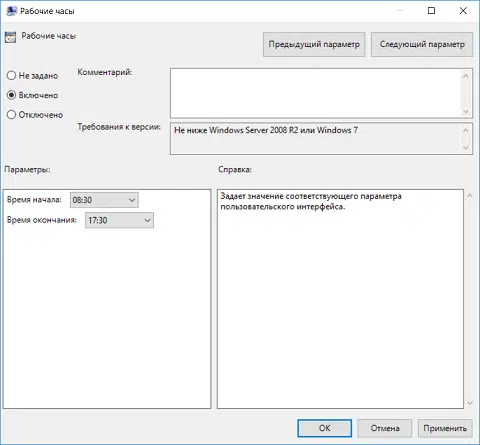 Рабочие часы
Рабочие часы
Предыдущий параметр
Следующий параметр
Не задано
Комментарий:
Включено
Отключено
Требования к версии:
Не ниже Windows Server 2008 R2 или Windows 7
Параметры:
Справка:
Время начала:
08:30
Время окончания:
17:30
Задает значение соответствующего параметра
пользовательского интерфейса.
ОК
Отмена
Применить